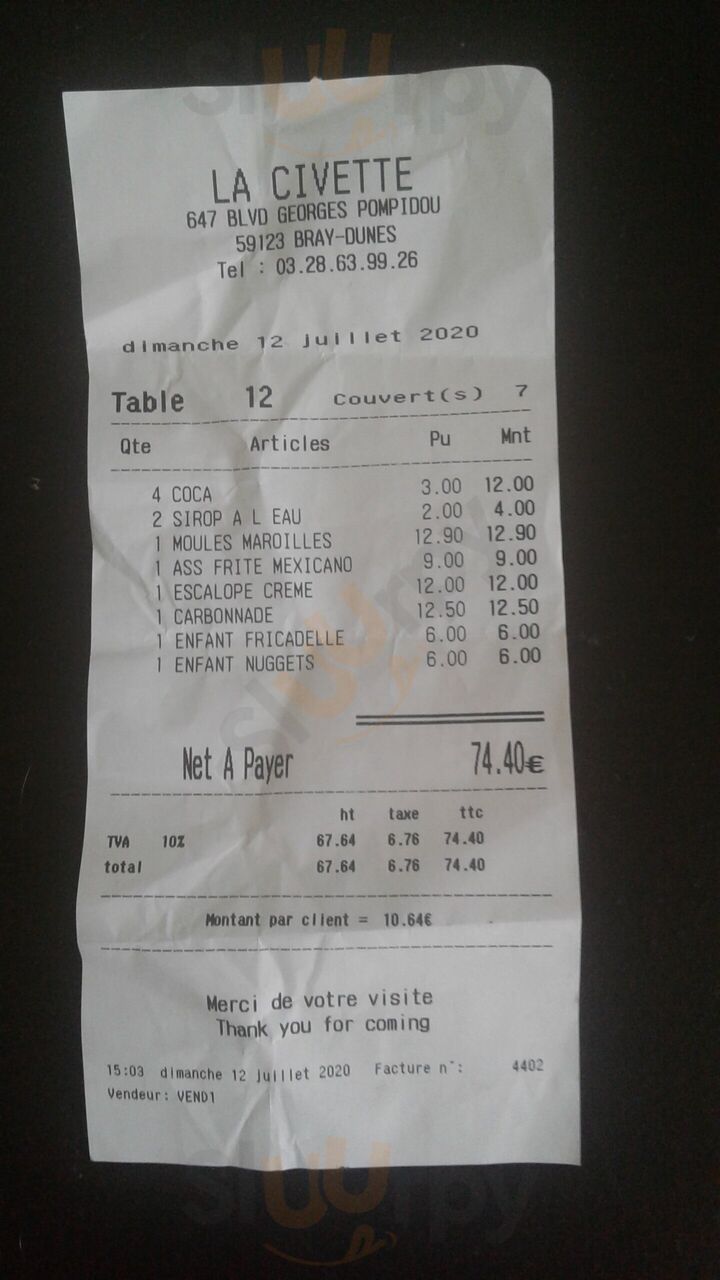 LA CIVETTE
647 BLVD GEORGES POMPIDOU
59123 BRAY-DUNES
Tel : 03.28.63.99.26
dimanche 12 juillet 2020
Table 12 Couvert(s) 7
Qte Articles Pu Mnt
4 COCA 3.00 12.00
2 SIROP A L EAU 2.00 4.00
1 MOULES MAROILLES 12.90 12.90
1 ASS FRITE MEXICANO 9.00 9.00
1 ESCALOPE CREME 12.00 12.00
1 CARBONNADE 12.50 12.50
1 ENFANT FRICADELLE 6.00 6.00
1 ENFANT NUGGETS 6.00 6.00
Net A Payer 74.40€
ht taxe ttc
TVA 10% 67.64 6.76 74.40
total 67.64 6.76 74.40
Montant par client = 10.64€
Merci de votre visite
Thank you for coming
15:03 dimanche 12 juillet 2020 Facture n°: 4402
Vendeur: VEND1
sluurpy
sluurpy
sluurpy